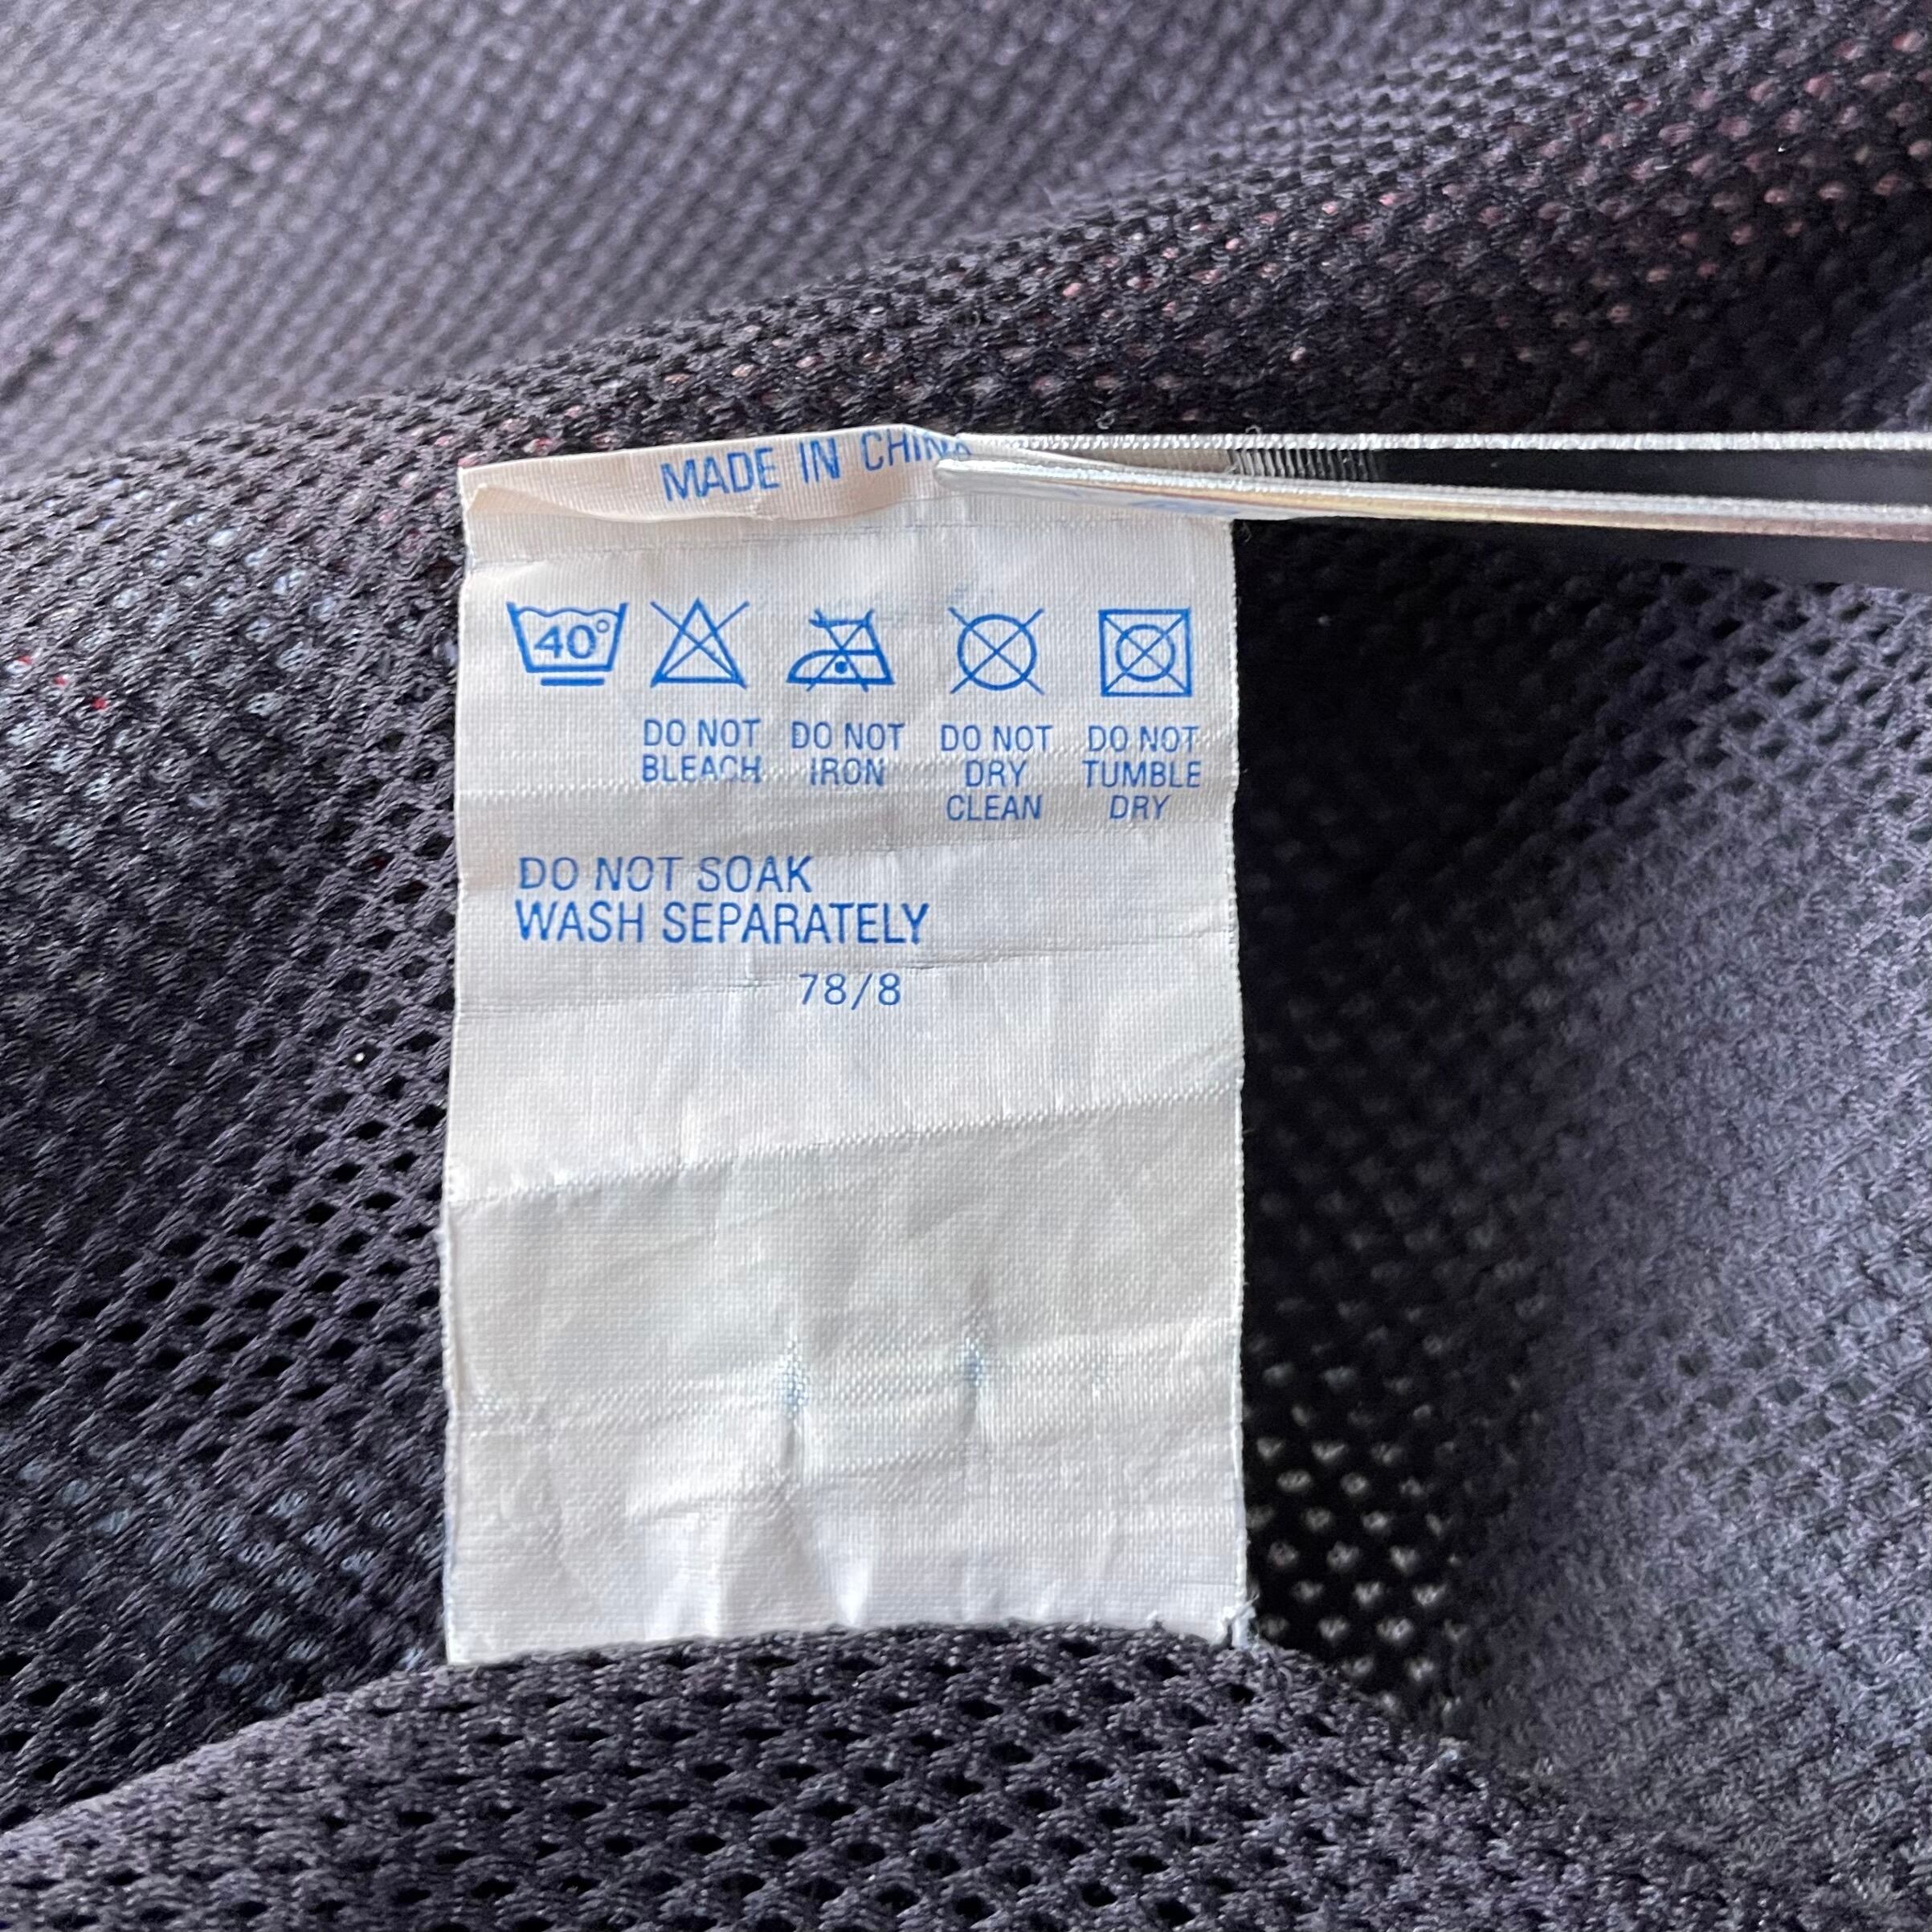 MADE IN CHINA
40°
DO NOT BLEACH
DO NOT IRON
DO NOT DRY CLEAN
DO NOT TUMBLE DRY
DO NOT SOAK
WASH SEPARATELY
78/8